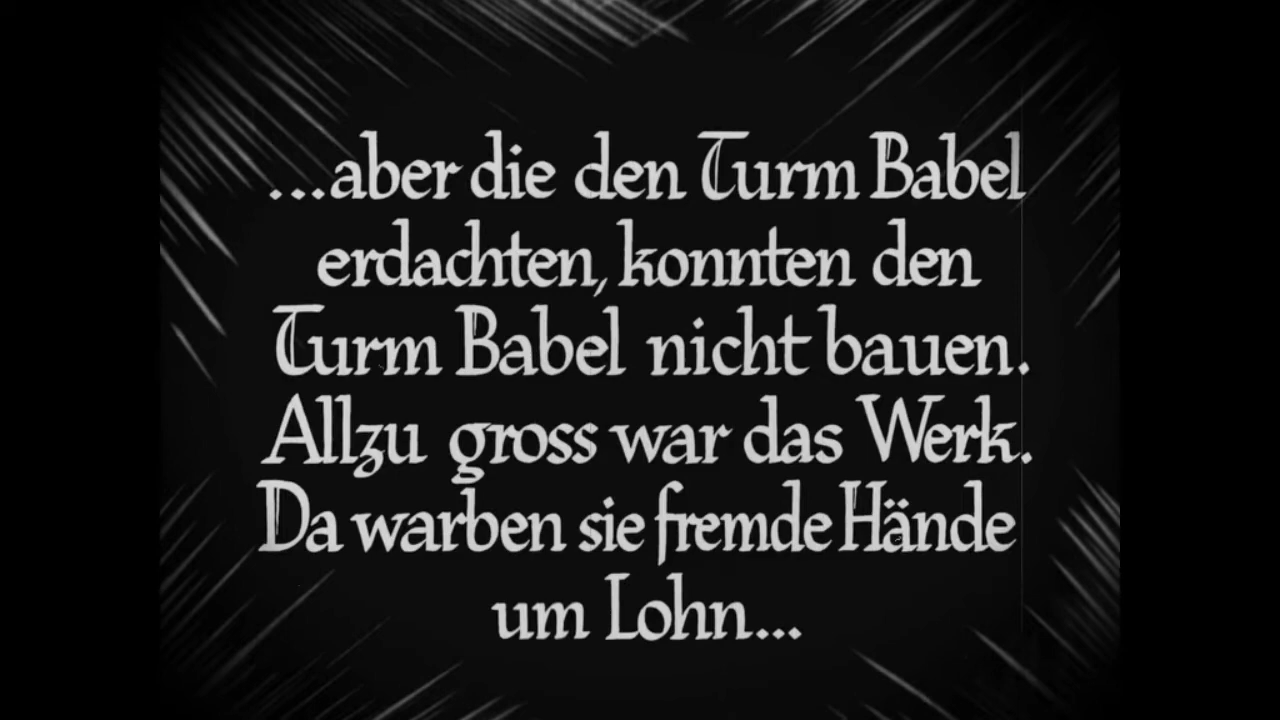 ...aber die den Turm Babel
erdachten, konnten den
Turm Babel nicht bauen.
Allzu gross war das Werk.
Da warben sie fremde Hände
um Lohn...